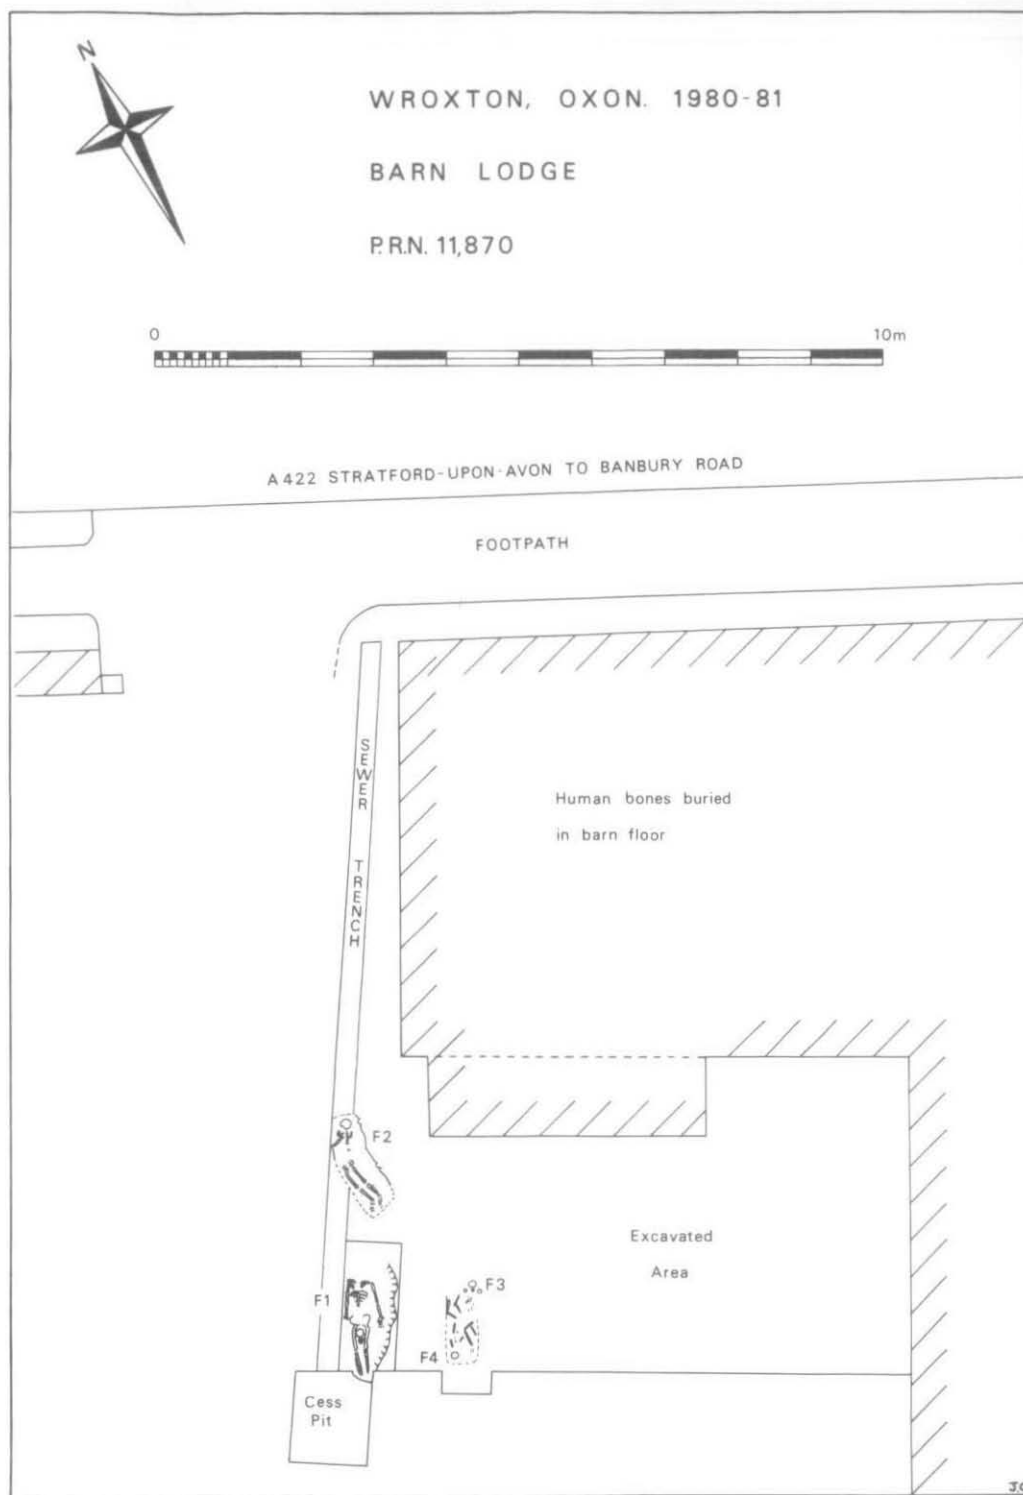 N
WROXTON, OXON. 1980-81
BARN LODGE
P.R.N. 11,870
0
10m
A422 STRATFORD-UPON-AVON TO BANBURY ROAD
FOOTPATH
SEWER TRENCH
Human bones buried
in barn floor
F2
Excavated
Area
F1
F3
F4
Cess
Pit